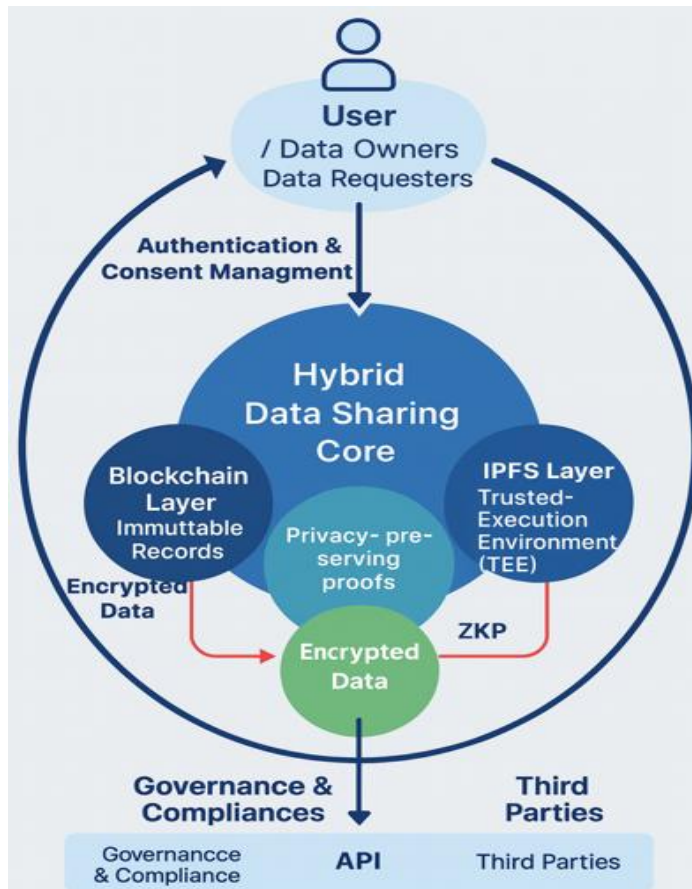 User
/ Data Owners
Data Requesters
Authentication &
Consent Managment
Hybrid
Data Sharing
Core
Blockchain
Layer
Immuttable
Records
IPFS Layer
Trusted-
Execution
Environment
(TEE)
Privacy- pre-
serving
proofs
Encrypted
Data
ZKP
Encrypted
Data
Governance &
Compliances
Third
Parties
Governancce
& Compliance
API
Third Parties